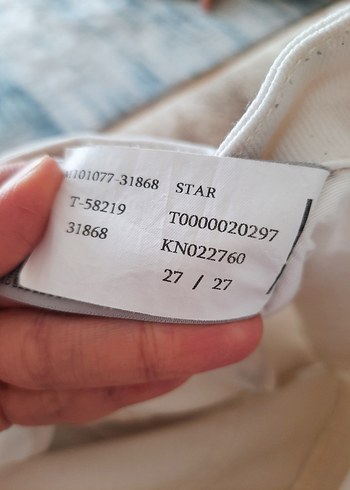 101077-31868 STAR
T-58219 T0000020297
31868 KN022760
27 / 27